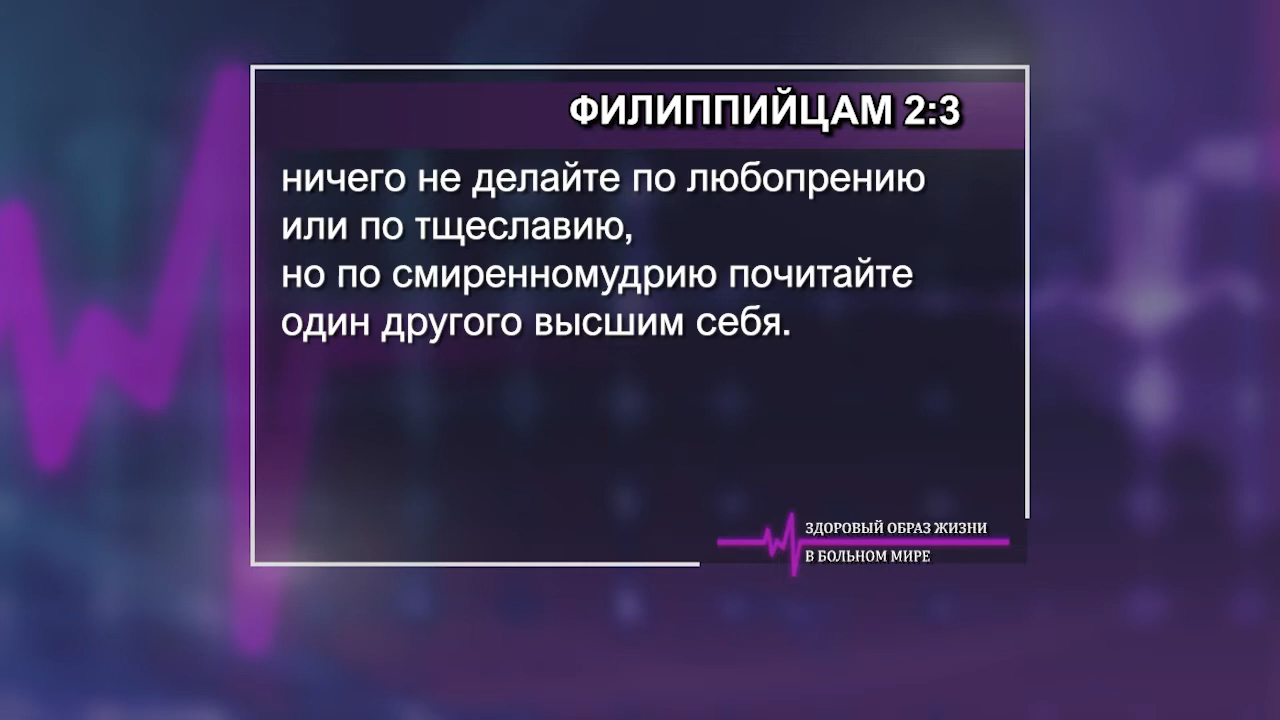 ФИЛИППИЙЦАМ 2:3
ничего не делайте по любопрению
или по тщеславию,
но по смиренномудрию почитайте
один другого высшим себя.
ЗДОРОВЫЙ ОБРАЗ ЖИЗНИ
В БОЛЬНОМ МИРЕ